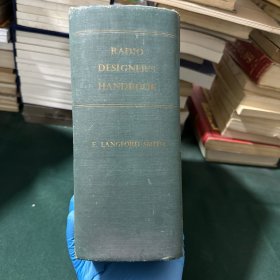 RADIO
DESIGNER'S
HANDBOOK
F. LANGFORD-SMITH